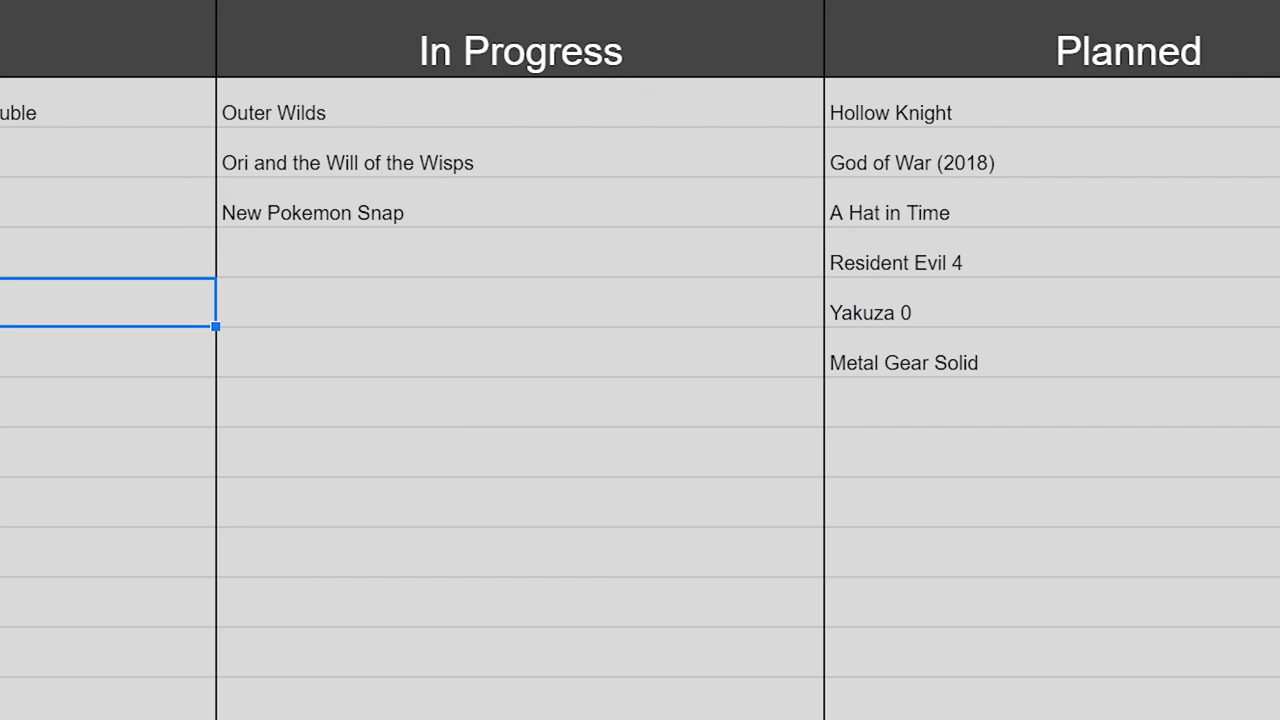 In Progress
Planned
uble
Outer Wilds
Hollow Knight
Ori and the Will of the Wisps
God of War (2018)
New Pokemon Snap
A Hat in Time
Resident Evil 4
Yakuza 0
Metal Gear Solid